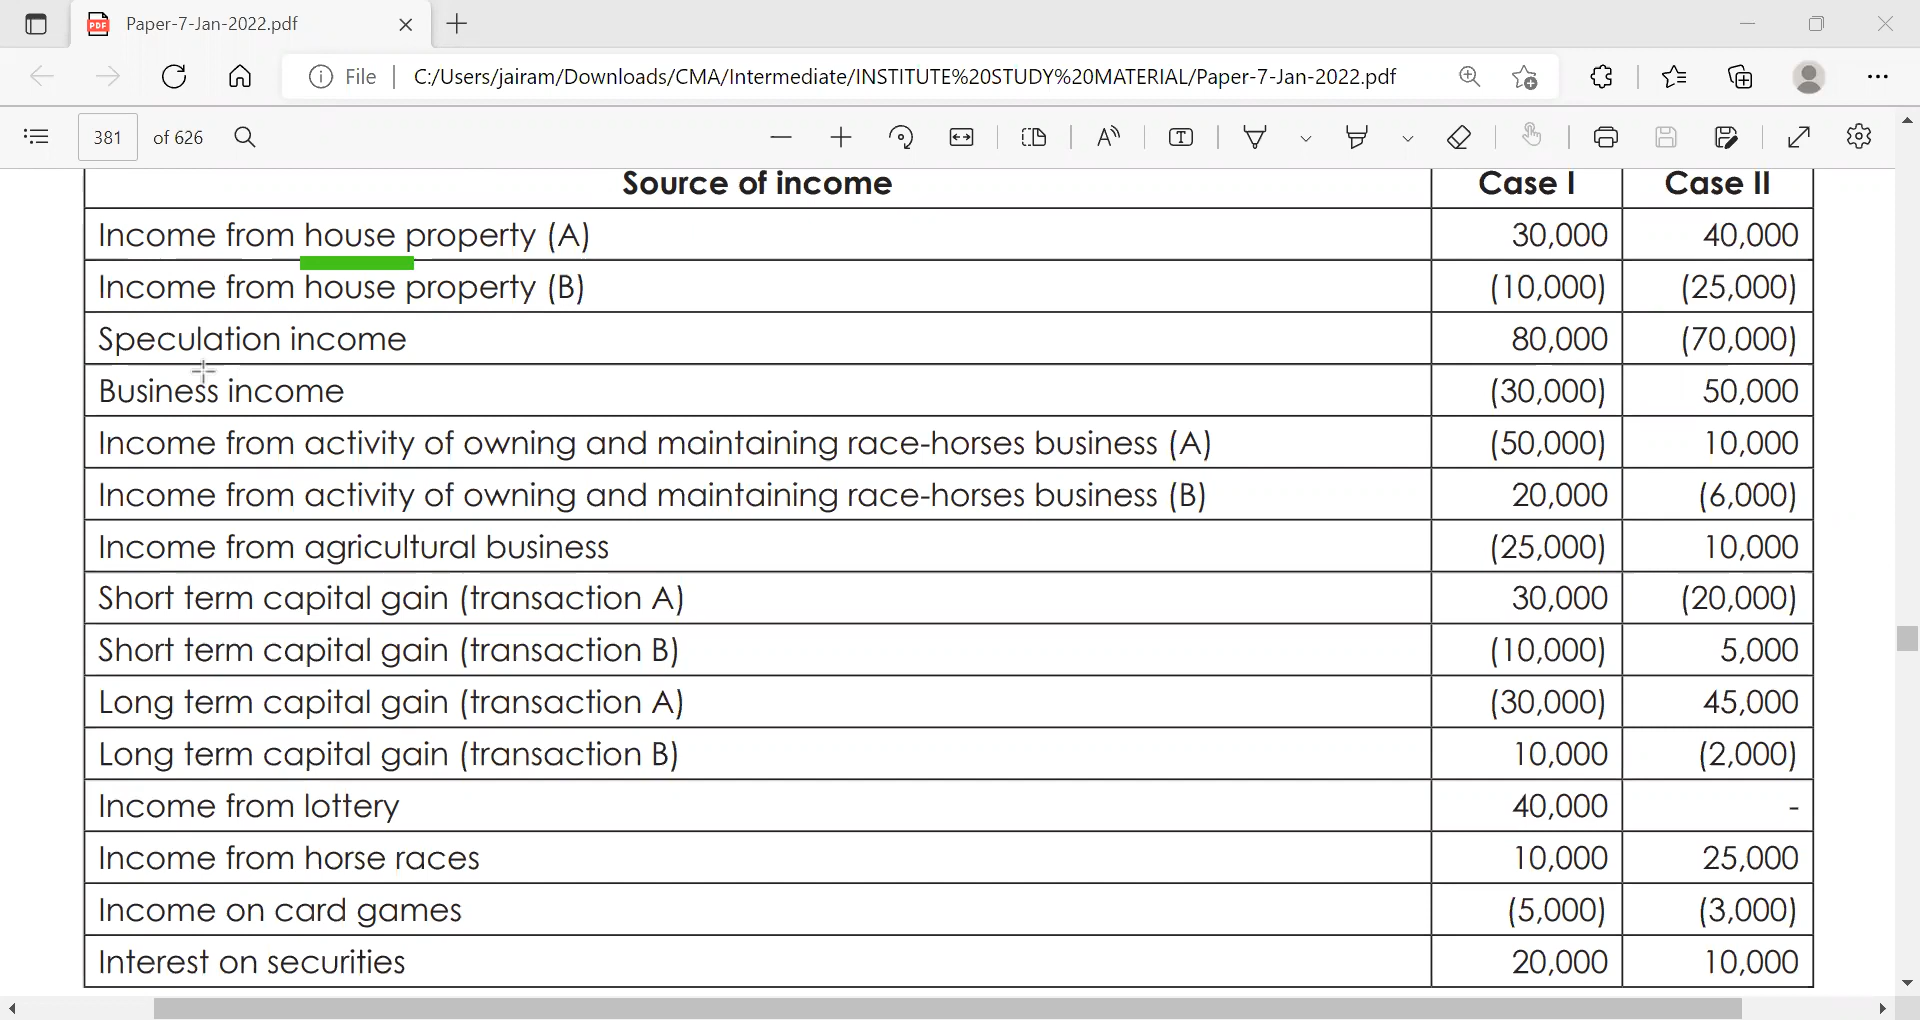 Paper-7-Jan-2022.pdf
File C:/Users/jairam/Downloads/CMA/Intermediate/INSTITUTE%20STUDY%20MATERIAL/Paper-7-Jan-2022.pdf
381 of 626
Source of income Case I Case II
Income from house property (A) 30,000 40,000
Income from house property (B) (10,000) (25,000)
Speculation income 80,000 (70,000)
Business income (30,000) 50,000
Income from activity of owning and maintaining race-horses business (A) (50,000) 10,000
Income from activity of owning and maintaining race-horses business (B) 20,000 (6,000)
Income from agricultural business (25,000) 10,000
Short term capital gain (transaction A) 30,000 (20,000)
Short term capital gain (transaction B) (10,000) 5,000
Long term capital gain (transaction A) (30,000) 45,000
Long term capital gain (transaction B) 10,000 (2,000)
Income from lottery 40,000 -
Income from horse races 10,000 25,000
Income on card games (5,000) (3,000)
Interest on securities 20,000 10,000